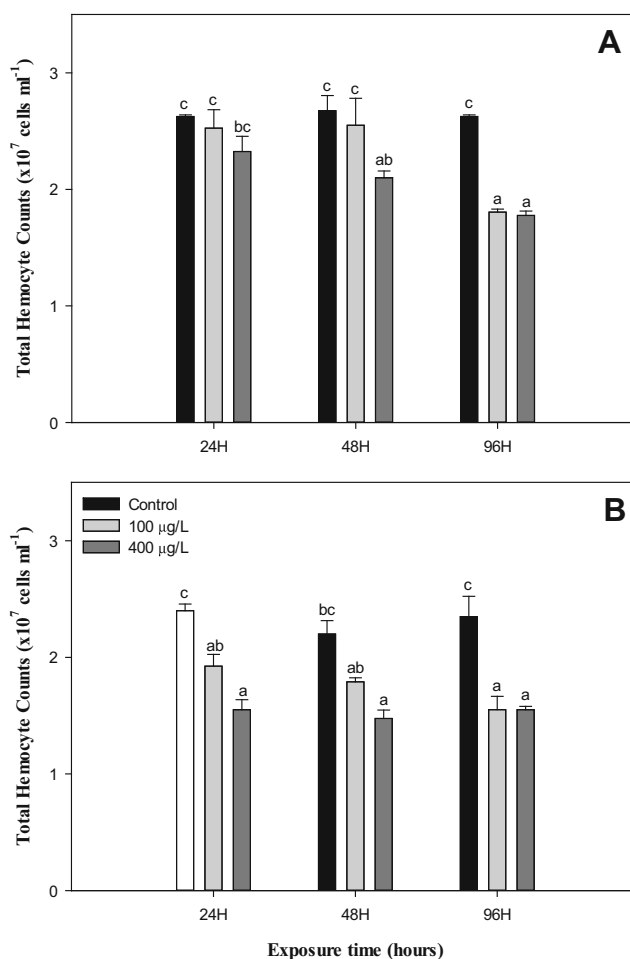 A
Total Hemocyte Counts (x10⁷ cells ml⁻¹)
3
2
1
0
c c bc
c c ab
c a a
24H 48H 96H
B
Control
100 µg/L
400 µg/L
Total Hemocyte Counts (x10⁷ cells ml⁻¹)
3
2
1
0
c ab a
bc ab a
c a a
24H 48H 96H
Exposure time (hours)